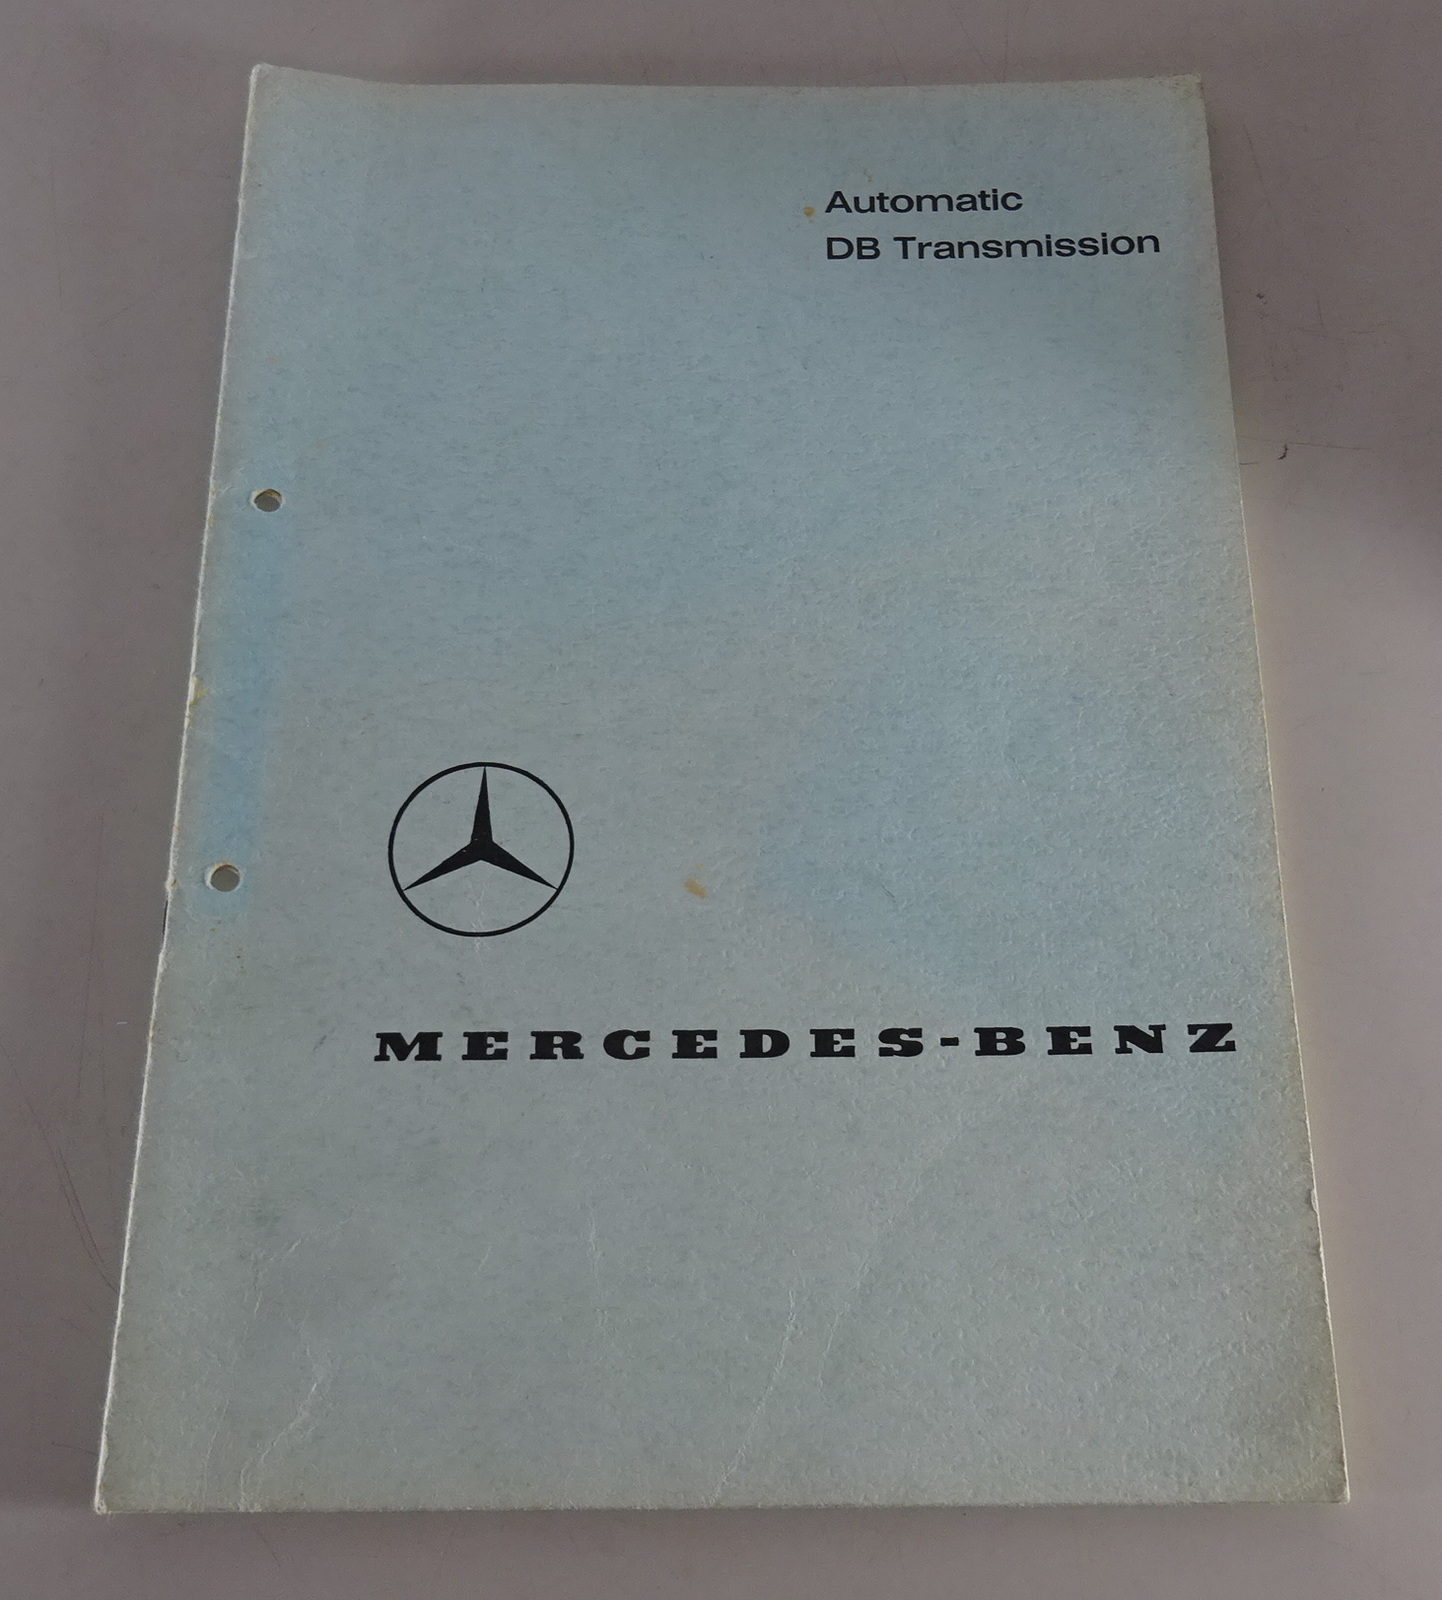 Automatic
DB Transmission
MERCEDES-BENZ